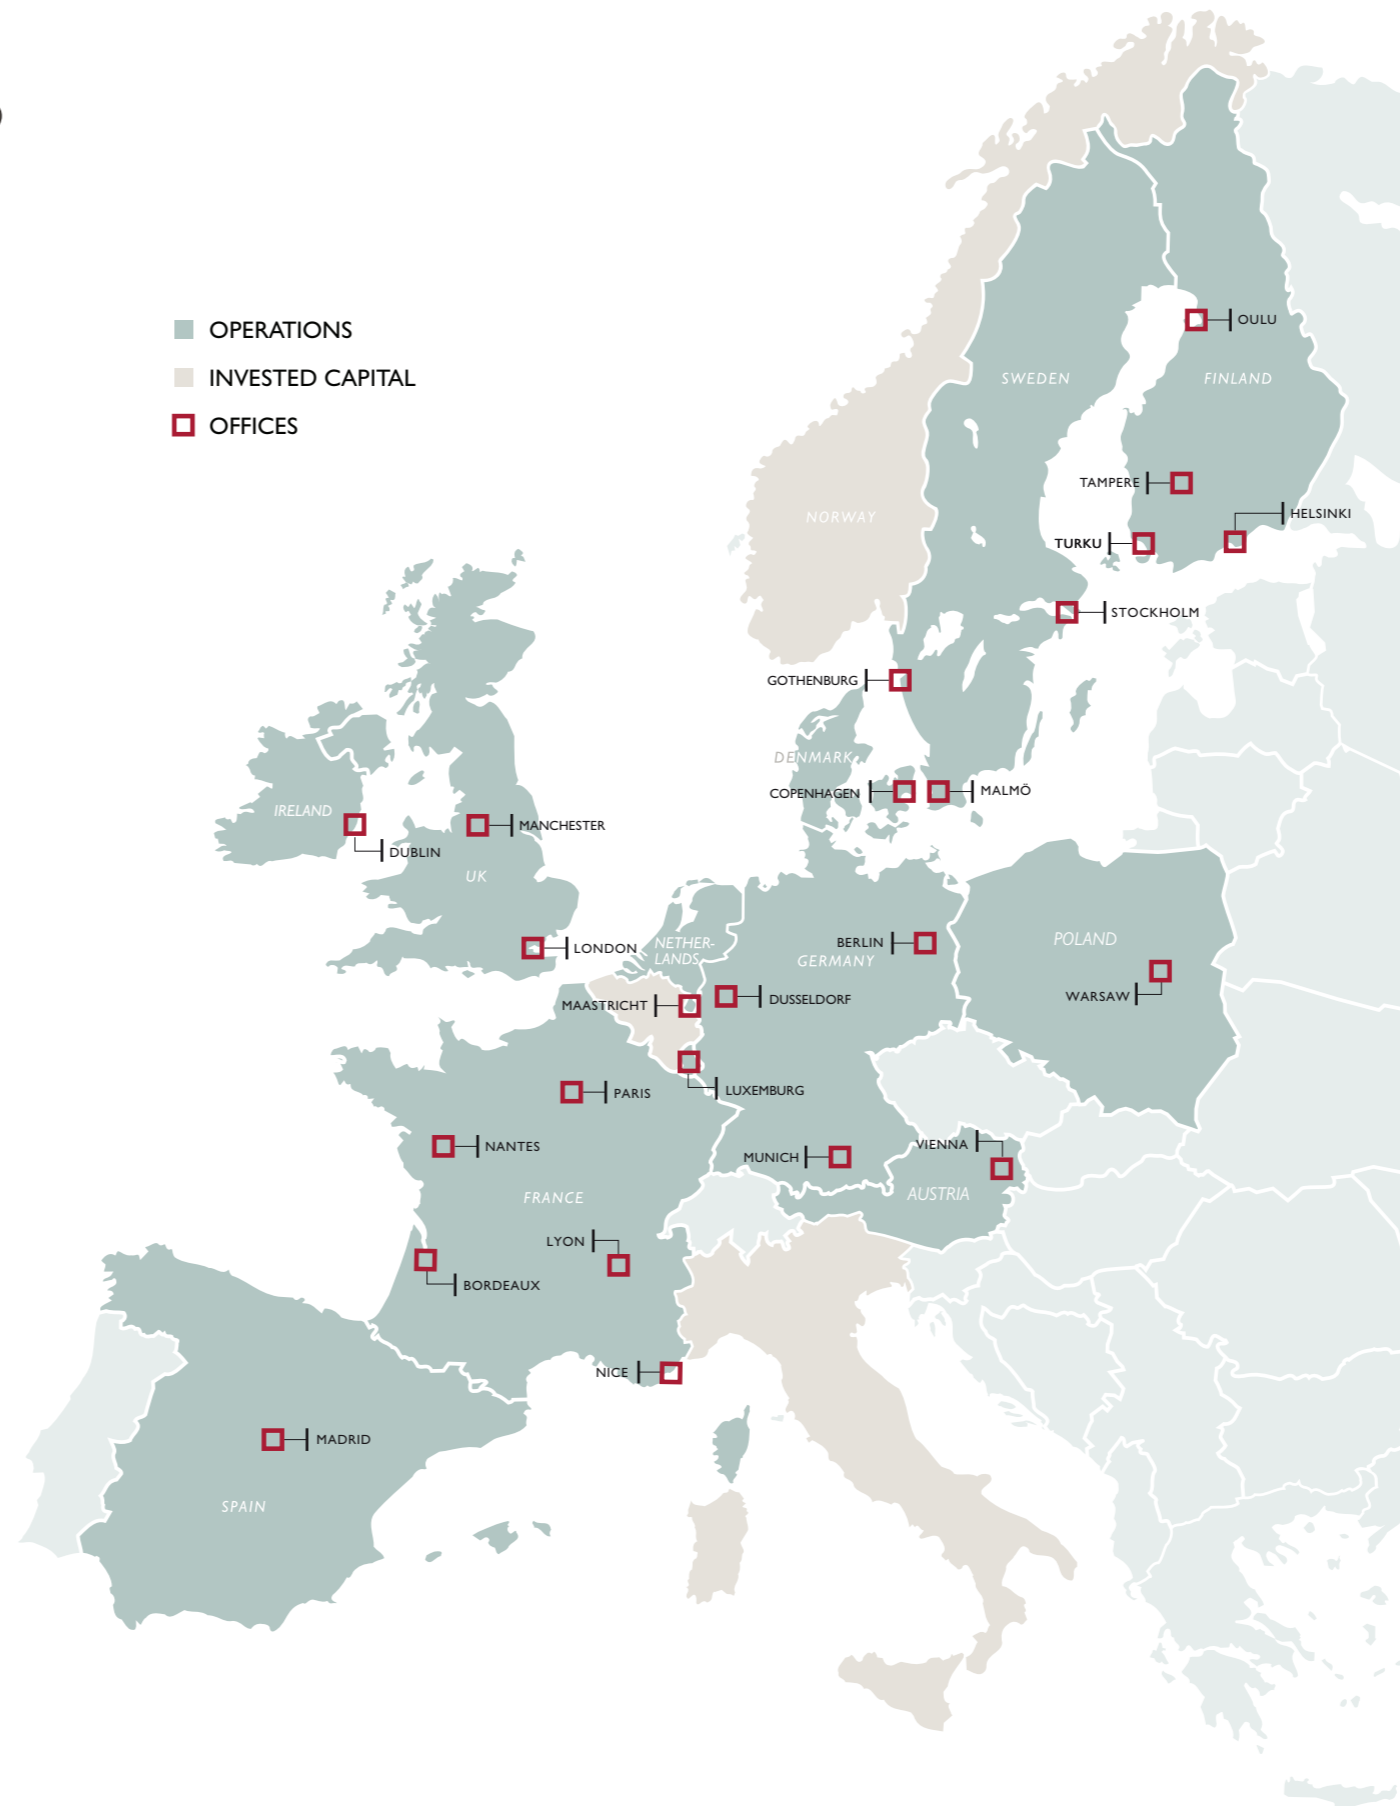 OPERATIONS
INVESTED CAPITAL
OFFICES
OULU
SWEDEN
FINLAND
TAMPERE
HELSINKI
NORWAY
TURKU
STOCKHOLM
GOTHENBURG
DENMARK
COPENHAGEN
MALMÖ
IRELAND
MANCHESTER
DUBLIN
UK
LONDON
NETHER-
LANDS
BERLIN
GERMANY
POLAND
WARSAW
MAASTRICHT
DUSSELDORF
PARIS
LUXEMBURG
NANTES
MUNICH
VIENNA
FRANCE
AUSTRIA
LYON
BORDEAUX
NICE
MADRID
SPAIN